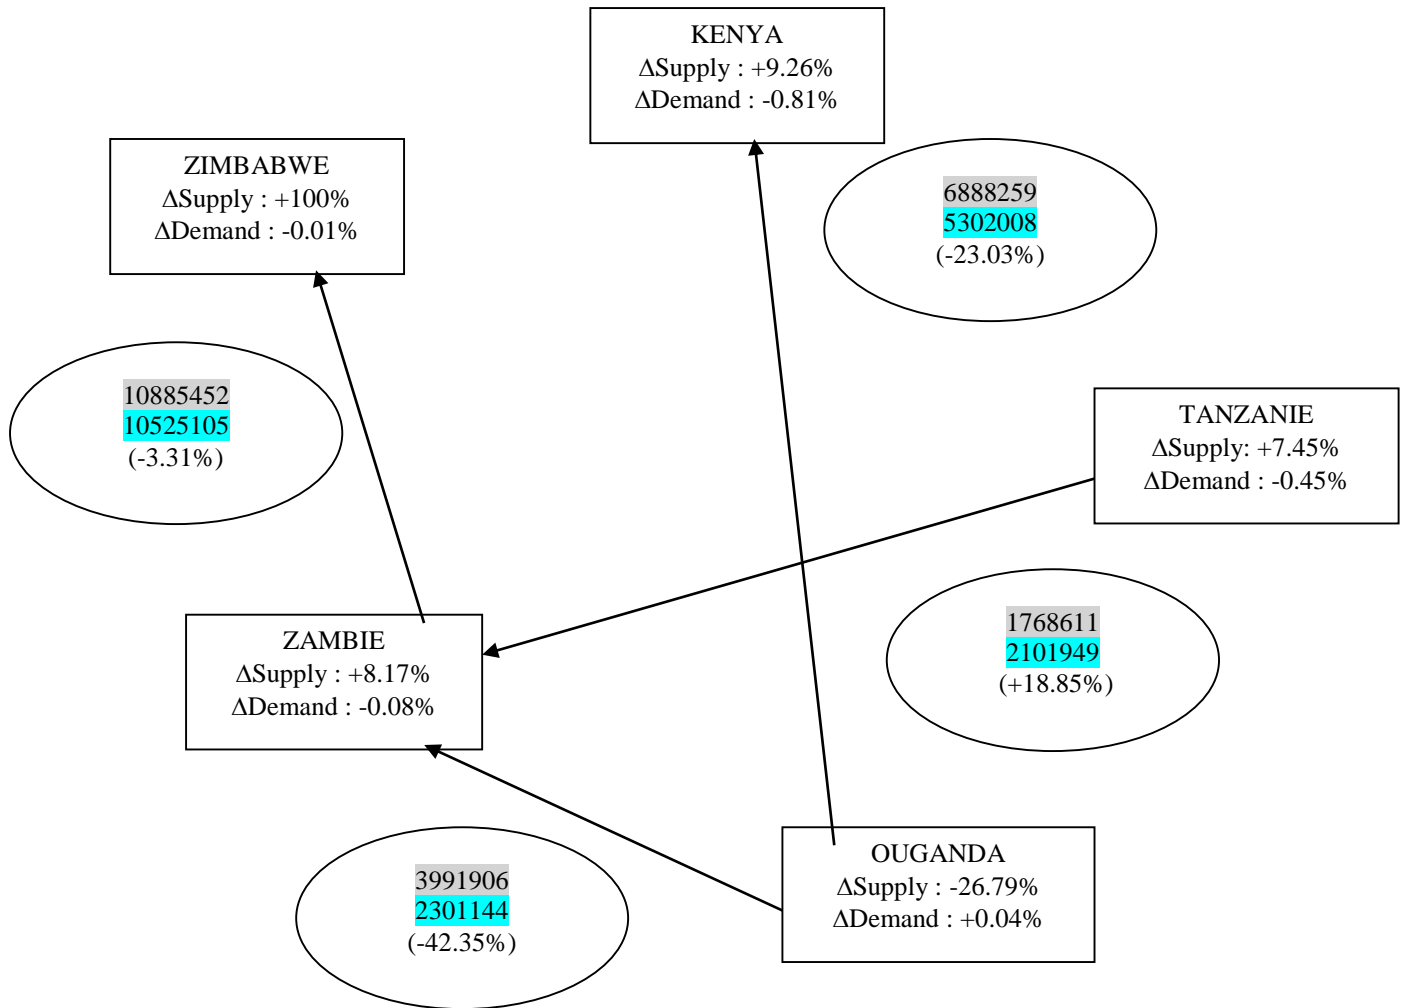 KENYA
ΔSupply : +9.26%
ΔDemand : -0.81%
ZIMBABWE
ΔSupply : +100%
ΔDemand : -0.01%
6888259
5302008
(-23.03%)
10885452
10525105
(-3.31%)
TANZANIE
ΔSupply: +7.45%
ΔDemand : -0.45%
ZAMBIE
ΔSupply : +8.17%
ΔDemand : -0.08%
1768611
2101949
(+18.85%)
OUGANDA
ΔSupply : -26.79%
ΔDemand : +0.04%
3991906
2301144
(-42.35%)